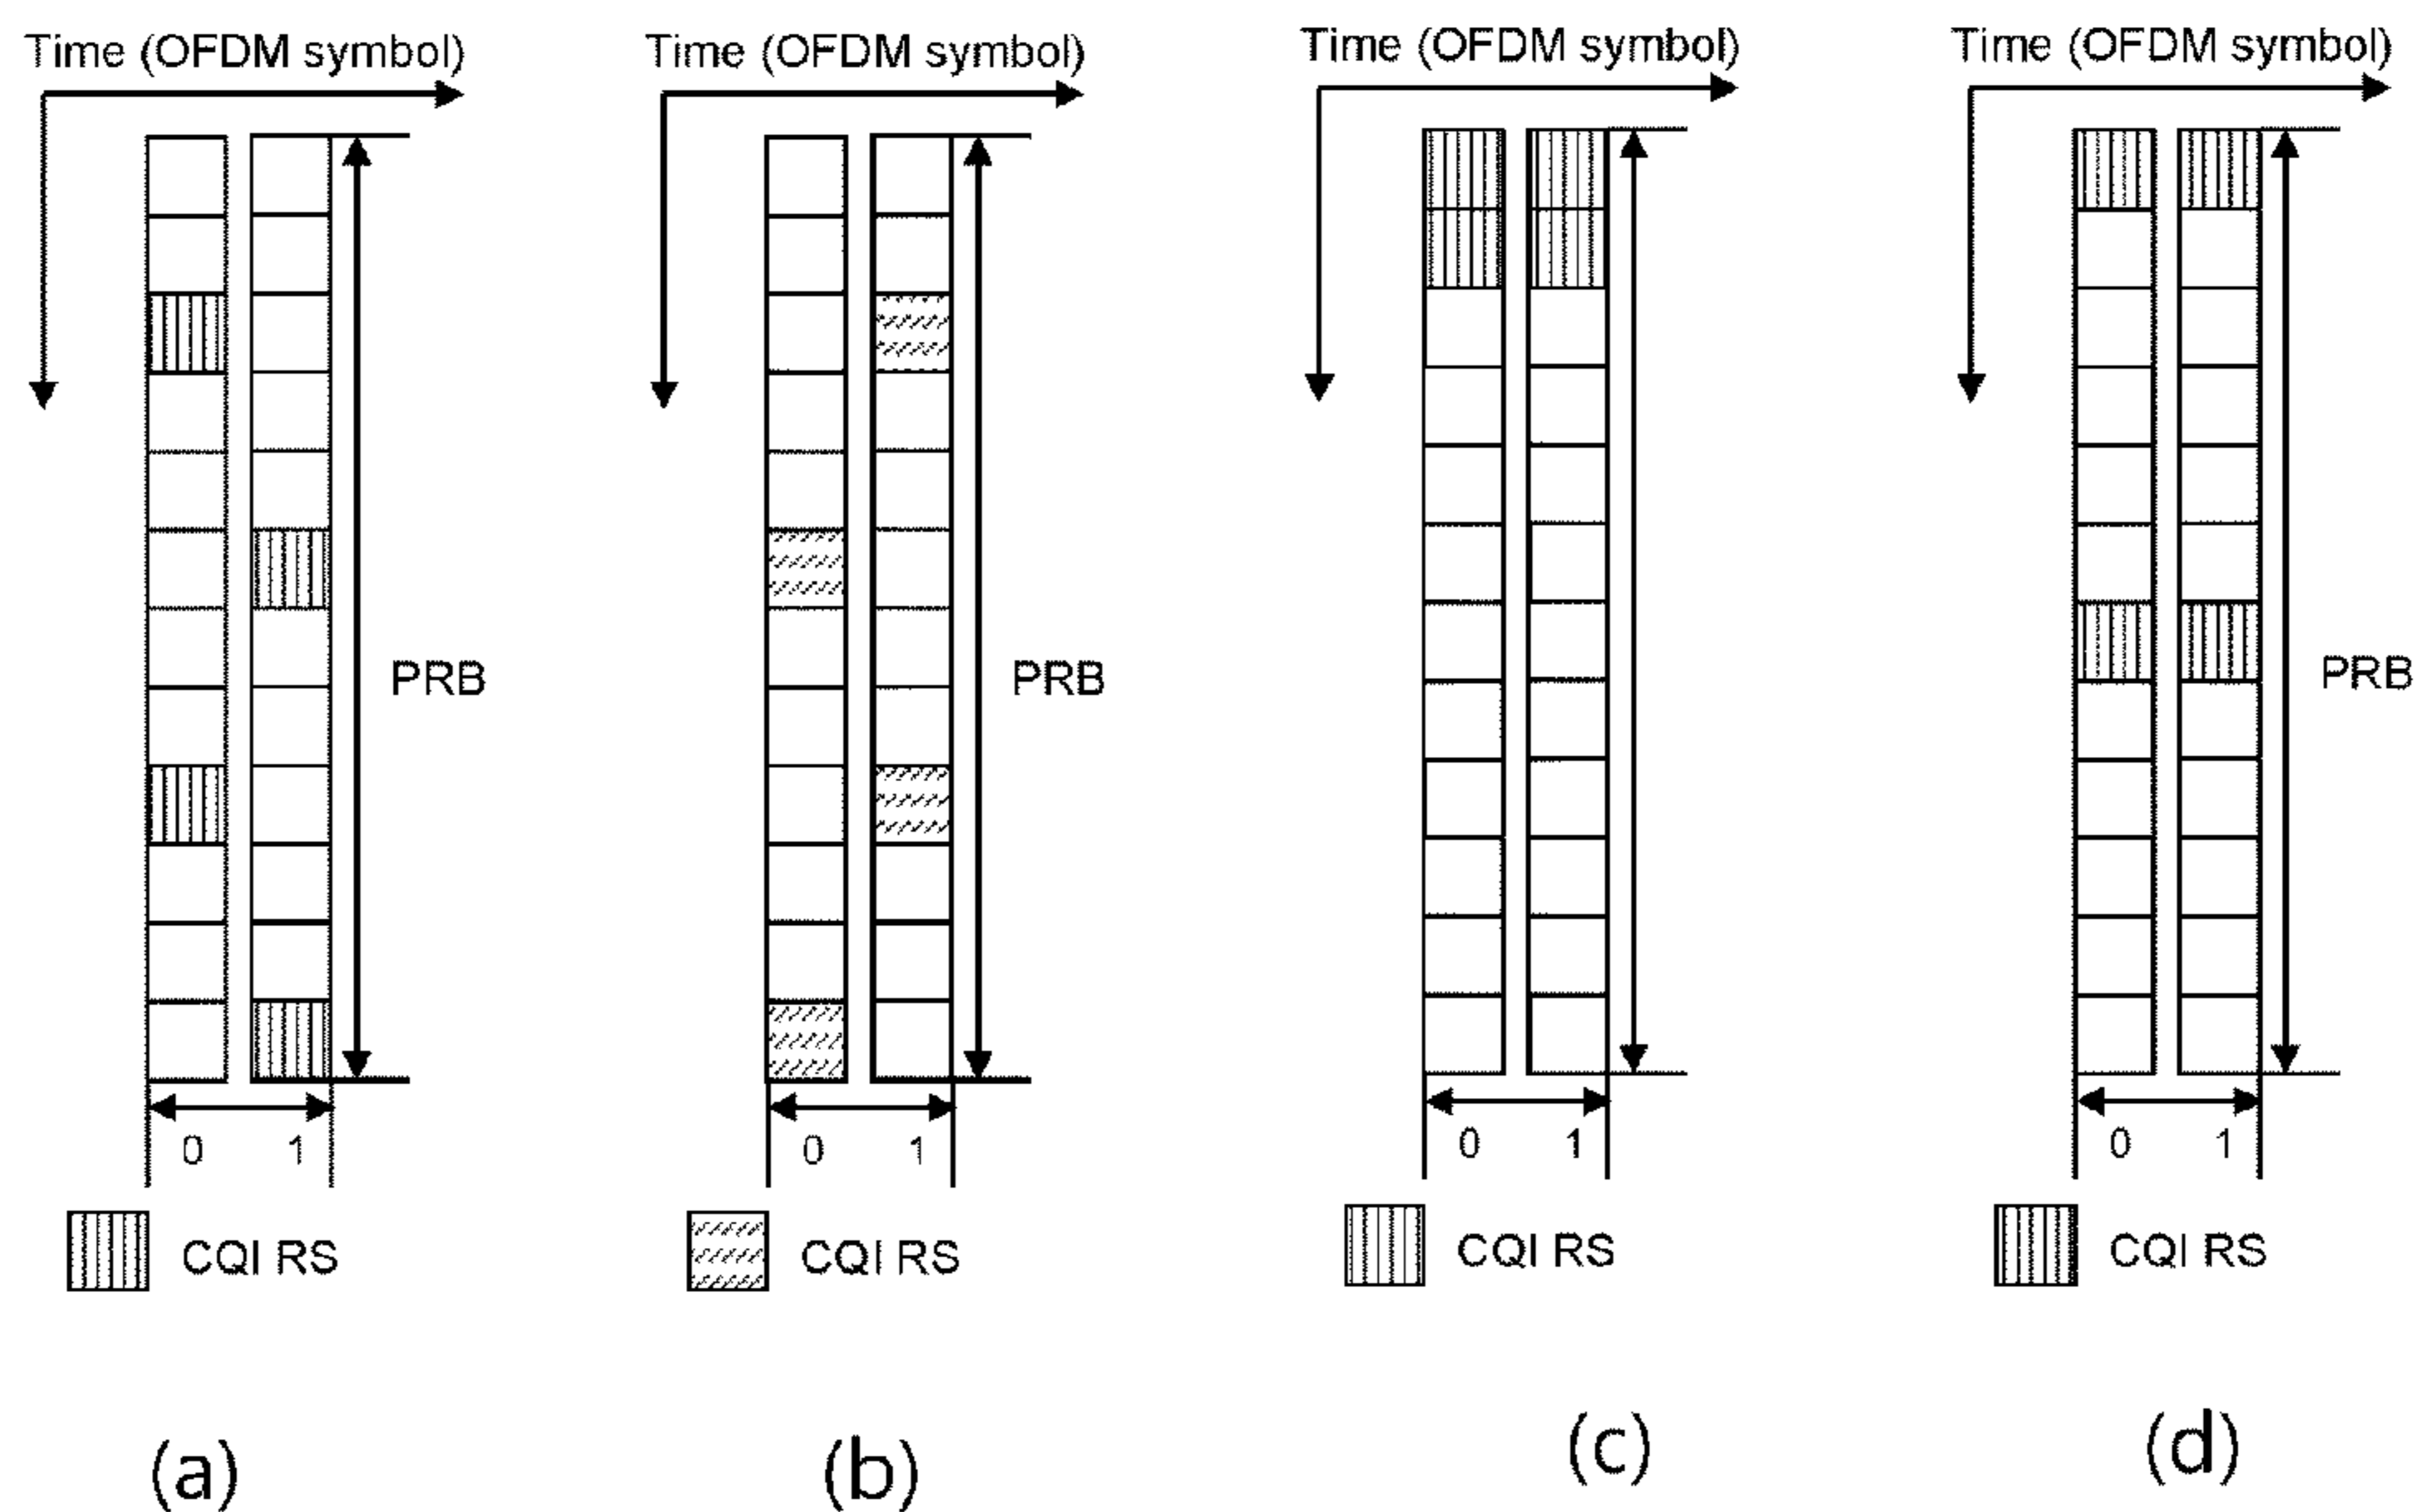 Time (OFDM symbol)
Time (OFDM symbol)
Time (OFDM symbol)
Time (OFDM symbol)
PRB
PRB
PRB
0 1
0 1
0 1
0 1
CQI RS
CQI RS
CQI RS
CQI RS
(a)
(b)
(c)
(d)